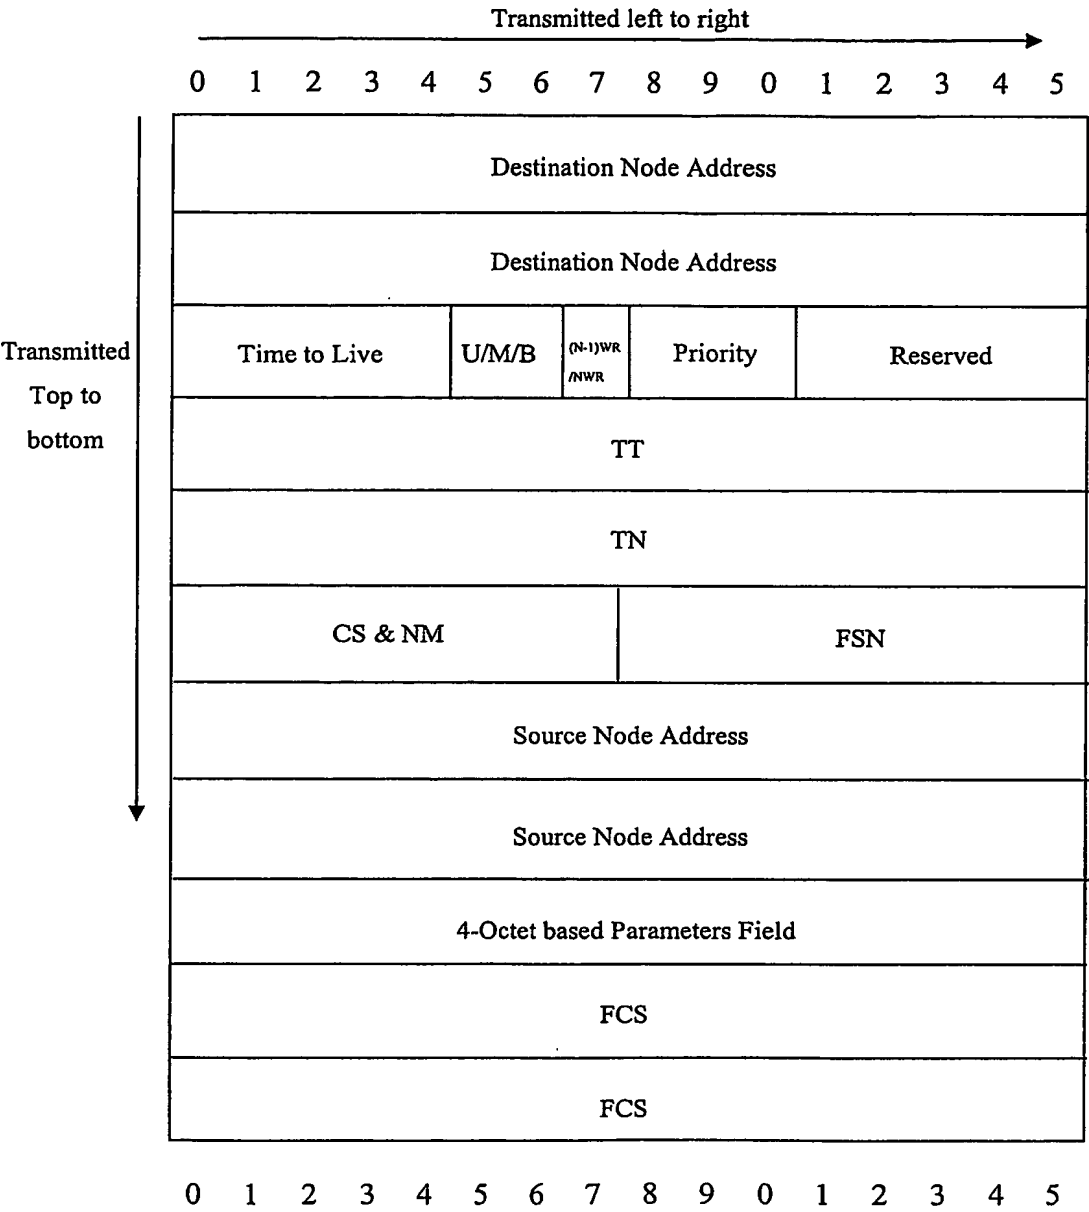 Transmitted left to right
0 1 2 3 4 5 6 7 8 9 0 1 2 3 4 5
Destination Node Address
Destination Node Address
Transmitted
Top to
bottom
Time to Live
U/M/B
(N-1)WR
/NWR
Priority
Reserved
TT
TN
CS & NM
FSN
Source Node Address
Source Node Address
4-Octet based Parameters Field
FCS
FCS
0 1 2 3 4 5 6 7 8 9 0 1 2 3 4 5